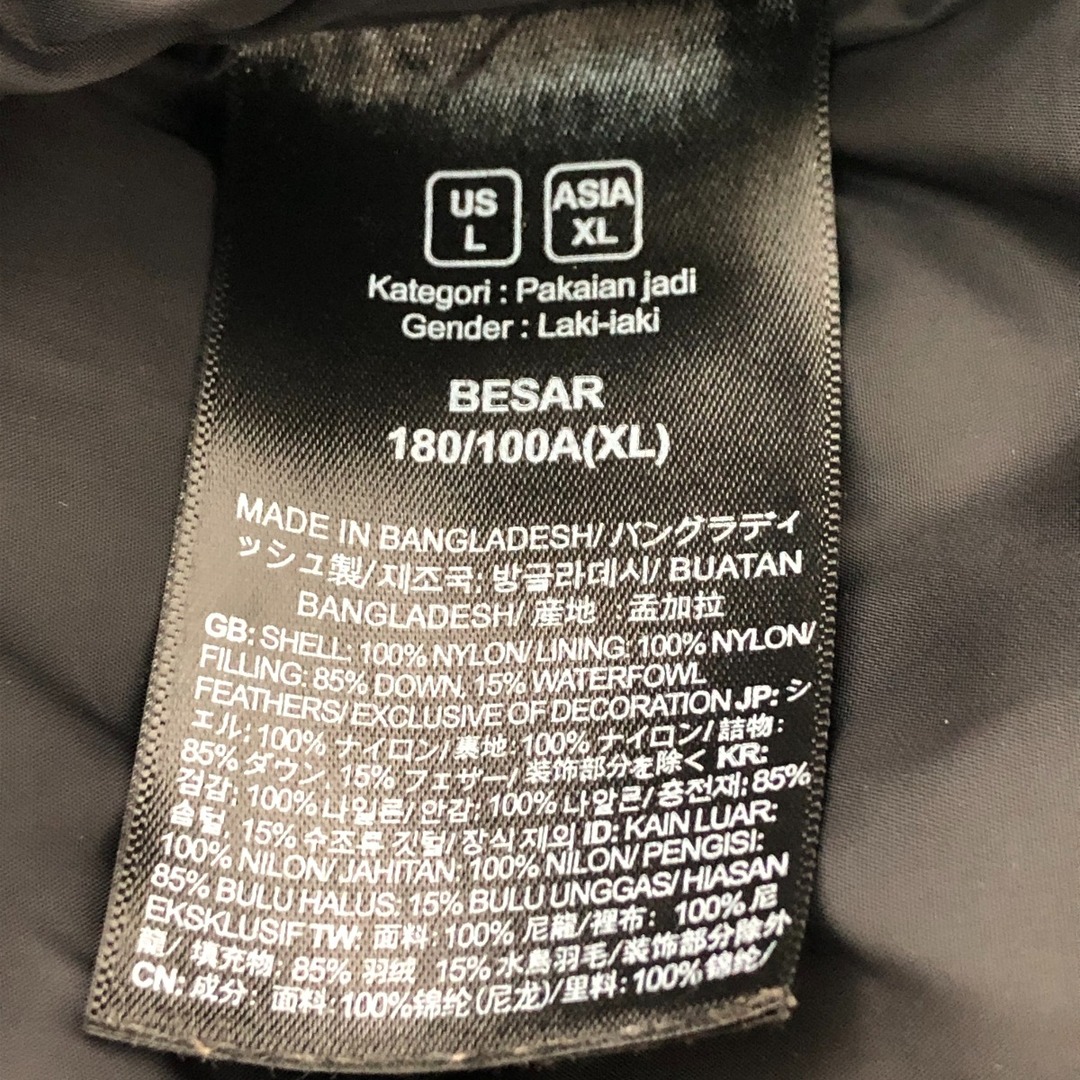 US
L
ASIA
XL
Kategori : Pakaian jadi
Gender : Laki-iaki
BESAR
180/100A(XL)
MADE IN BANGLADESH/ バングラディ
ッシュ製/제조국: 방글라데시/ BUATAN
BANGLADESH/ 産地 孟加拉
GB: SHELL: 100% NYLON/ LINING: 100% NYLON/
FILLING: 85% DOWN, 15% WATERFOWL
FEATHERS/ EXCLUSIVE OF DECORATION JP: シ
ェル: 100% ナイロン/ 裏地: 100% ナイロン/ 詰物:
85% ダウン, 15% フェザー/ 装饰部分を除く KR:
겉감: 100% 나일론/ 안감: 100% 나일론/ 충전재: 85%
솜털, 15% 수조류 깃털/ 장식 제외 ID: KAIN LUAR:
100% NILON/ JAHITAN: 100% NILON/ PENGISI:
85% BULU HALUS. 15% BULU UNGGAS/ HIASAN
EKSKLUSIF TW: 面料: 100% 尼龍/裡布: 100% 尼
龍/ 填充物: 85% 羽绒 15% 水鳥羽毛/ 装饰部分除外
CN: 成分: 面料: 100%锦纶(尼龙)/里料: 100%锦纶/